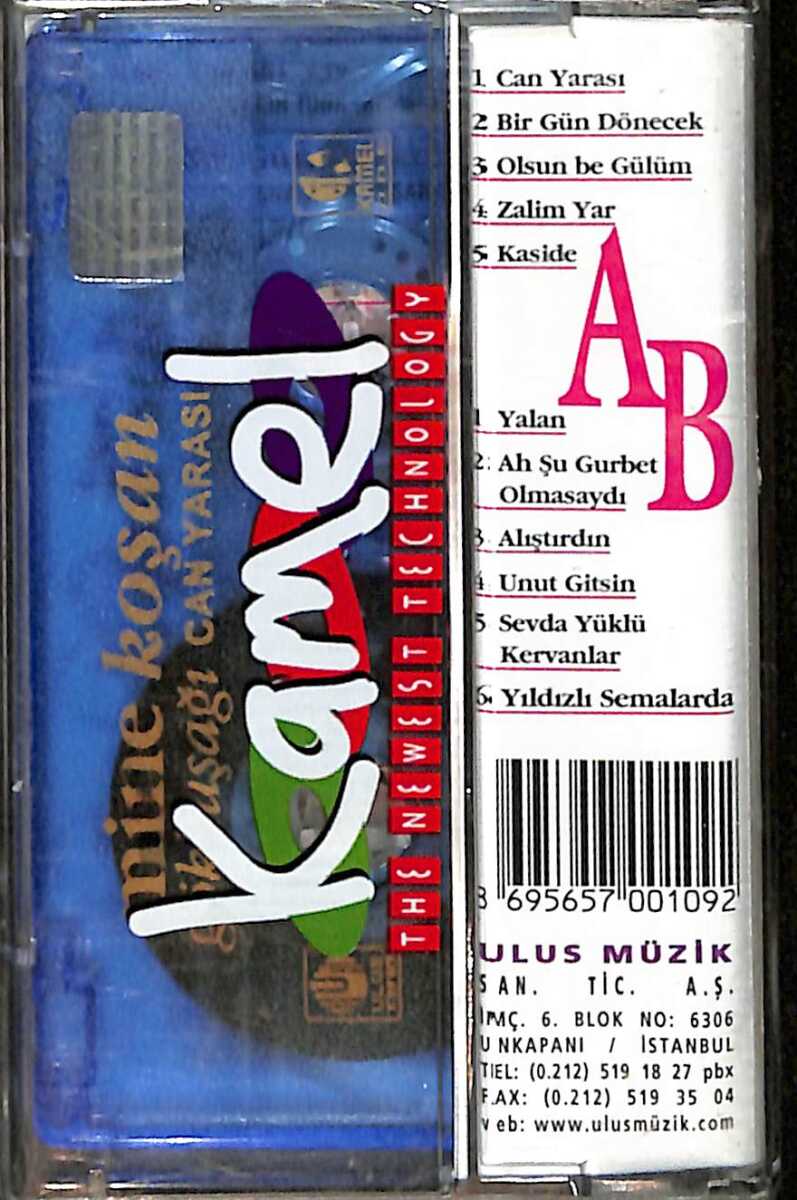 mine koşan
CAN YARASI
Kamel
THE NEWEST TECHNOLOGY
KAMEL
1 Can Yarası
2 Bir Gün Dönecek
3 Olsun be Gülüm
4 Zalim Yar
5 Kaside
A
B
1 Yalan
2 Ah Şu Gurbet
Olmasaydı
3 Alıştırdın
4 Unut Gitsin
5 Sevda Yüklü
Kervanlar
6 Yıldızlı Semalarda
8 695657 001092
ULUS MÜZİK
SAN. TİC. A.Ş.
İMÇ. 6. BLOK NO: 6306
UNKAPANI / İSTANBUL
TEL: (0.212) 519 18 27 pbx
FAX: (0.212) 519 35 04
web: www.ulusmüzik.com